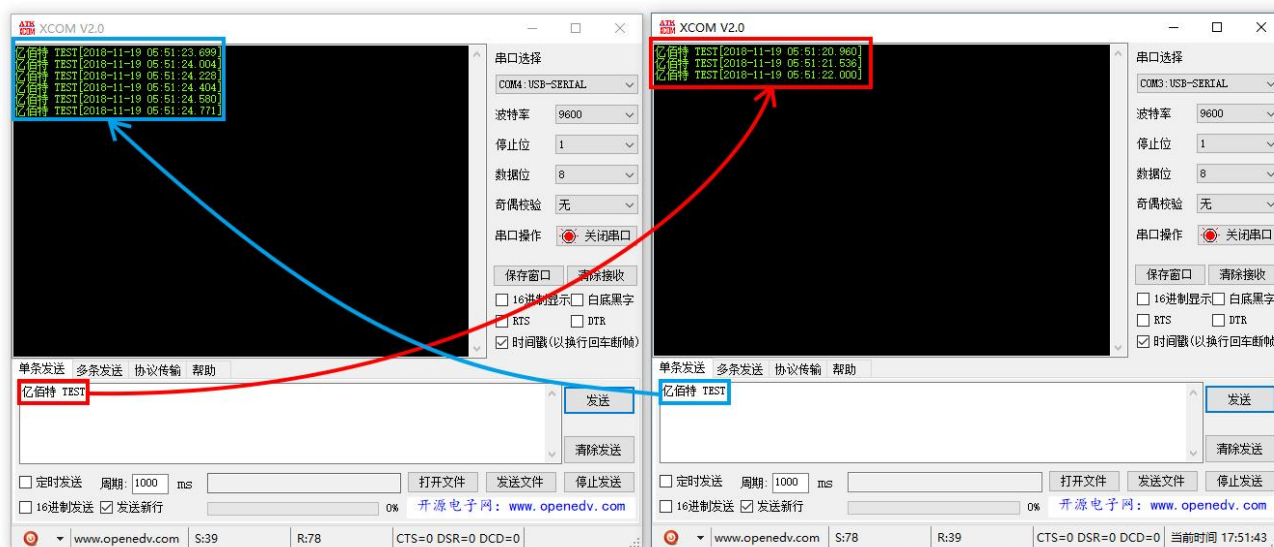 XCOM V2.0
亿佰特 TEST[2018-11-19 05:51:23.699]
亿佰特 TEST[2018-11-19 05:51:24.004]
亿佰特 TEST[2018-11-19 05:51:24.228]
亿佰特 TEST[2018-11-19 05:51:24.404]
亿佰特 TEST[2018-11-19 05:51:24.580]
亿佰特 TEST[2018-11-19 05:51:24.771]
串口选择
COM4:USB-SERIAL
波特率 9600
停止位 1
数据位 8
奇偶校验 无
串口操作 关闭串口
保存窗口 清除接收
16进制显示 白底黑字
RTS DTR
时间戳(以换行回车断帧)
单条发送 多条发送 协议传输 帮助
亿佰特 TEST
发送
清除发送
定时发送 周期: 1000 ms 打开文件 发送文件 停止发送
16进制发送 发送新行 0% 开源电子网: www.openedv.com
www.openedv.com S:39 R:78 CTS=0 DSR=0 DCD=0
ATK XCOM XCOM V2.0
亿佰特 TEST[2018-11-19 05:51:20.960]
亿佰特 TEST[2018-11-19 05:51:21.536]
亿佰特 TEST[2018-11-19 05:51:22.000]
串口选择
COM3:USB-SERIAL
波特率 9600
停止位 1
数据位 8
奇偶校验 无
串口操作 关闭串口
保存窗口 清除接收
16进制显示 白底黑字
RTS DTR
时间戳(以换行回车断帧
单条发送 多条发送 协议传输 帮助
亿佰特 TEST
发送
清除发送
定时发送 周期: 1000 ms 打开文件 发送文件 停止发送
16进制发送 发送新行 0% 开源电子网: www.openedv.com
www.openedv.com S:78 R:39 CTS=0 DSR=0 DCD=0 当前时间 17:51:43